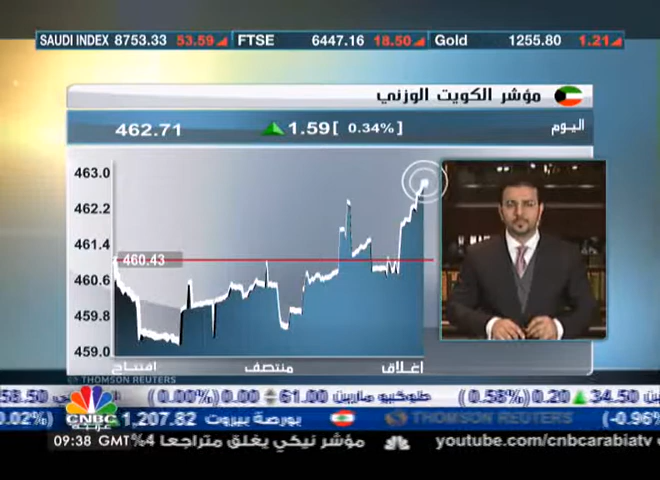 SAUDI INDEX 8753.33 53.59 FTSE 6447.16 18.50 Gold 1255.80 1.21
مؤشر الكويت الوزني
اليوم 1.59[ 0.34%] 462.71
463.0
462.2
461.4
460.43
460.6
459.8
459.0
افتتاح منتصف إغلاق
THOMSON REUTERS
58.50 (0.00%) 0.00 61.00 طوكيو مارين (0.58%) 0.20 34.50
0.02%) 1,207.82 بورصة بيروت THOMSON REUTERS (-0.96%
CNBC
عربية
09:38 GMT مؤشر نيكي يغلق متراجعا 4% youtube.com/cnbcarabiatv